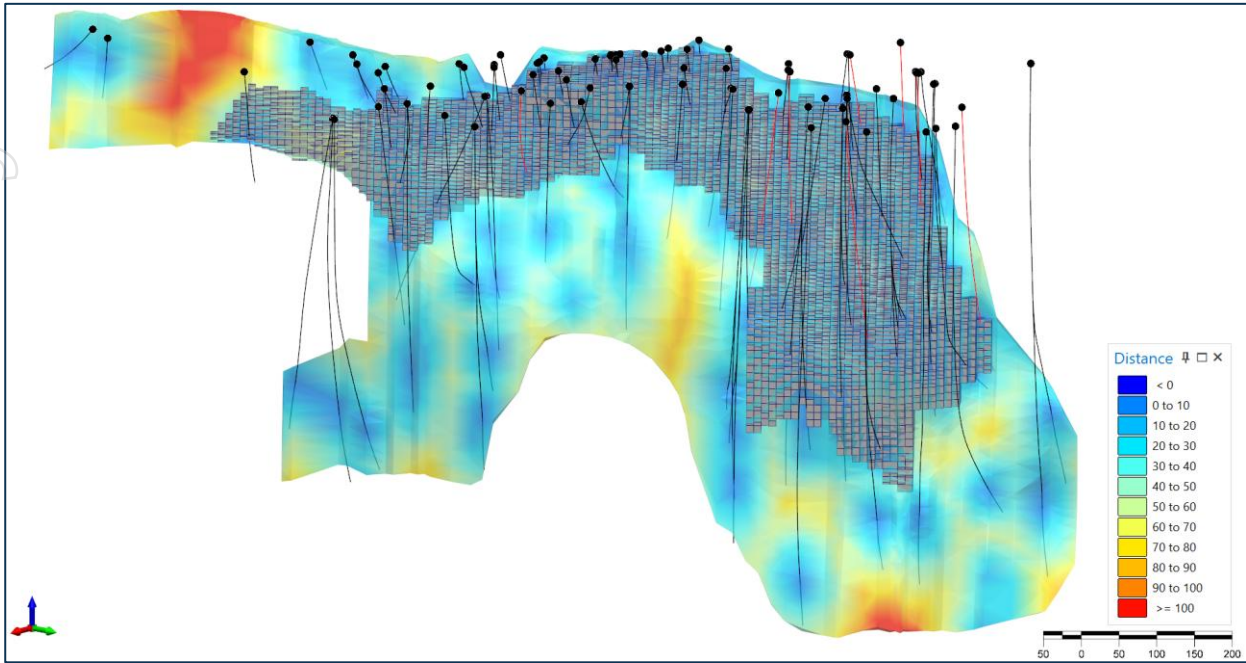 Distance
< 0
0 to 10
10 to 20
20 to 30
30 to 40
40 to 50
50 to 60
60 to 70
70 to 80
80 to 90
90 to 100
>= 100
50 0 50 100 150 200